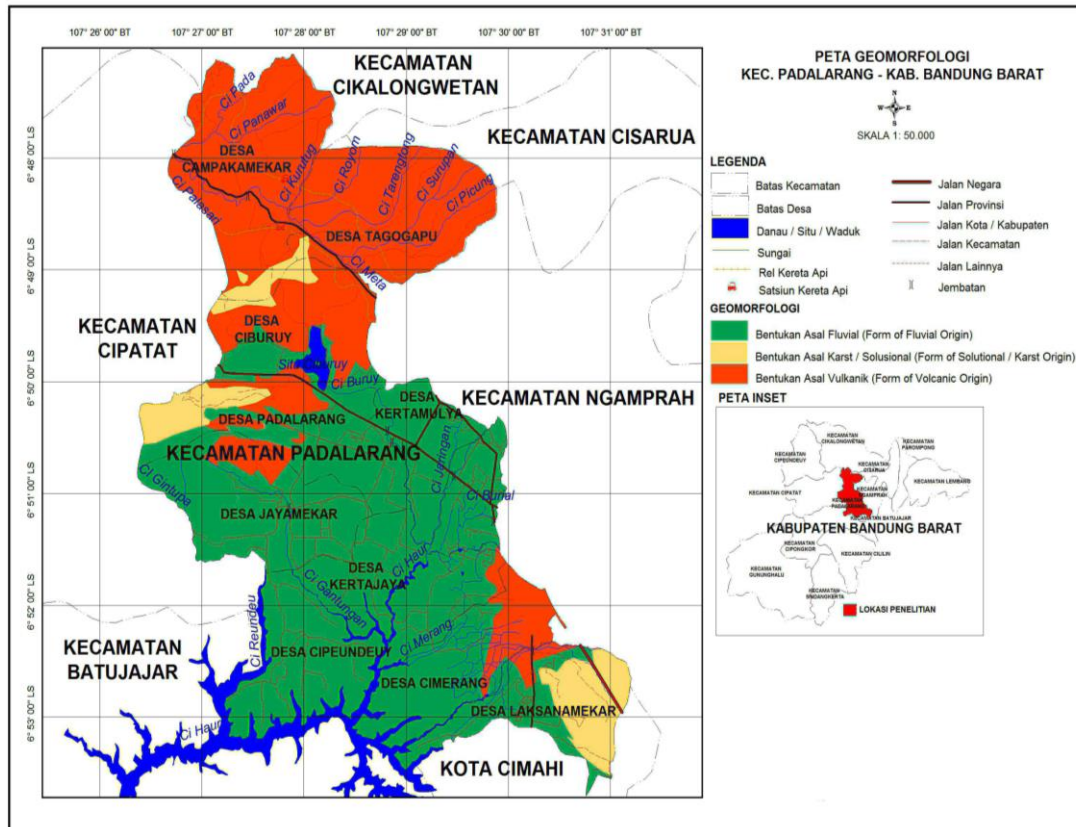 107° 26' 00" BT
107° 27' 00" BT
107° 28' 00" BT
107° 29' 00" BT
107° 30' 00" BT
107° 31' 00" BT
KECAMATAN
CIKALONGWETAN
KECAMATAN CISARUA
Ci Pada
Ci Panawar
6° 48' 00" LS
DESA
CAMPAKAMEKAR
Ci Kurutug
Ci Royom
Ci Tarengtong
Ci Surupan
Ci Picung
Ci Palasari
DESA TAGOGAPU
6° 49' 00" LS
Ci Meta
KECAMATAN
CIPATAT
DESA
CIBURUY
6° 50' 00" LS
Situ Ciburuy
Ci Buruy
DESA
KERTAMULYA
KECAMATAN NGAMPRAH
DESA PADALARANG
KECAMATAN PADALARANG
6° 51' 00" LS
DESA JAYAMEKAR
DESA
KERTAJAYA
Ci Haur
6° 52' 00" LS
Ci Reundeu
Ci Gantungan
Ci Merang
KECAMATAN
BATUJAJAR
DESA CIPEUNDEUY
DESA CIMERANG
DESA LAKSANAMEKAR
6° 53' 00" LS
Ci Haur
KOTA CIMAHI
PETA GEOMORFOLOGI
KEC. PADALARANG - KAB. BANDUNG BARAT
N
W E
S
SKALA 1: 50.000
LEGENDA
Batas Kecamatan
Batas Desa
Danau / Situ / Waduk
Sungai
Rel Kereta Api
Satsiun Kereta Api
Jalan Negara
Jalan Provinsi
Jalan Kota / Kabupaten
Jalan Kecamatan
Jalan Lainnya
Jembatan
GEOMORFOLOGI
Bentukan Asal Fluvial (Form of Fluvial Origin)
Bentukan Asal Karst / Solusional (Form of Solutional / Karst Origin)
Bentukan Asal Vulkanik (Form of Volcanic Origin)
PETA INSET
KECAMATAN
CIKALONGWETAN
KECAMATAN
CIPEUNDEUY
KECAMATAN
PARONPONG
KECAMATAN
CISARUA
KECAMATAN LEMBANG
KECAMATAN CIPATAT
KECAMATAN
NGAMPRAH
KECAMATAN
KECAMATAN BATUJAJAR
KABUPATEN BANDUNG BARAT
KECAMATAN
CIPONGKOR
KECAMATAN CILILIN
KECAMATAN
GUNUNGHALU
KECAMATAN
LOKASI PENELITIAN